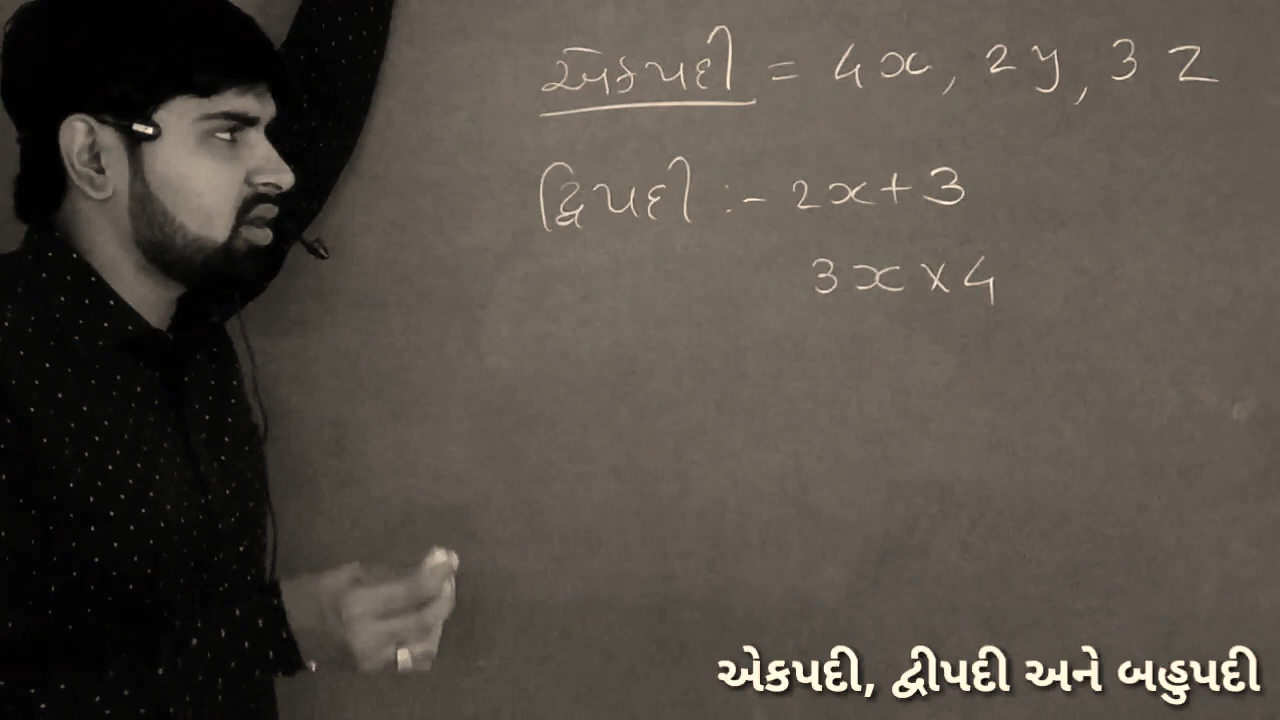 એકપદી = 4x, 2y, 3z
દ્વિપદી :- 2x+3
3x×4
એકપદી, દ્વીપદી અને બહુપદી